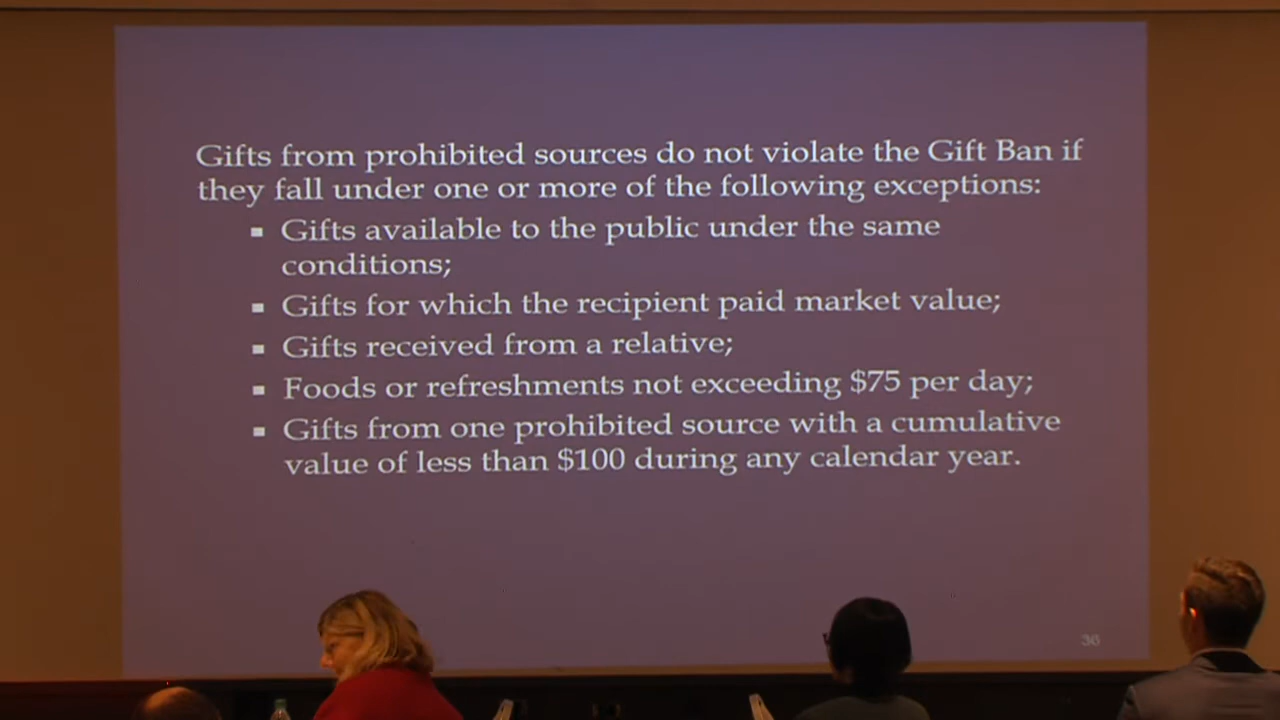 Gifts from prohibited sources do not violate the Gift Ban if
they fall under one or more of the following exceptions:
▪ Gifts available to the public under the same
conditions;
▪ Gifts for which the recipient paid market value;
▪ Gifts received from a relative;
▪ Foods or refreshments not exceeding $75 per day;
▪ Gifts from one prohibited source with a cumulative
value of less than $100 during any calendar year.
36